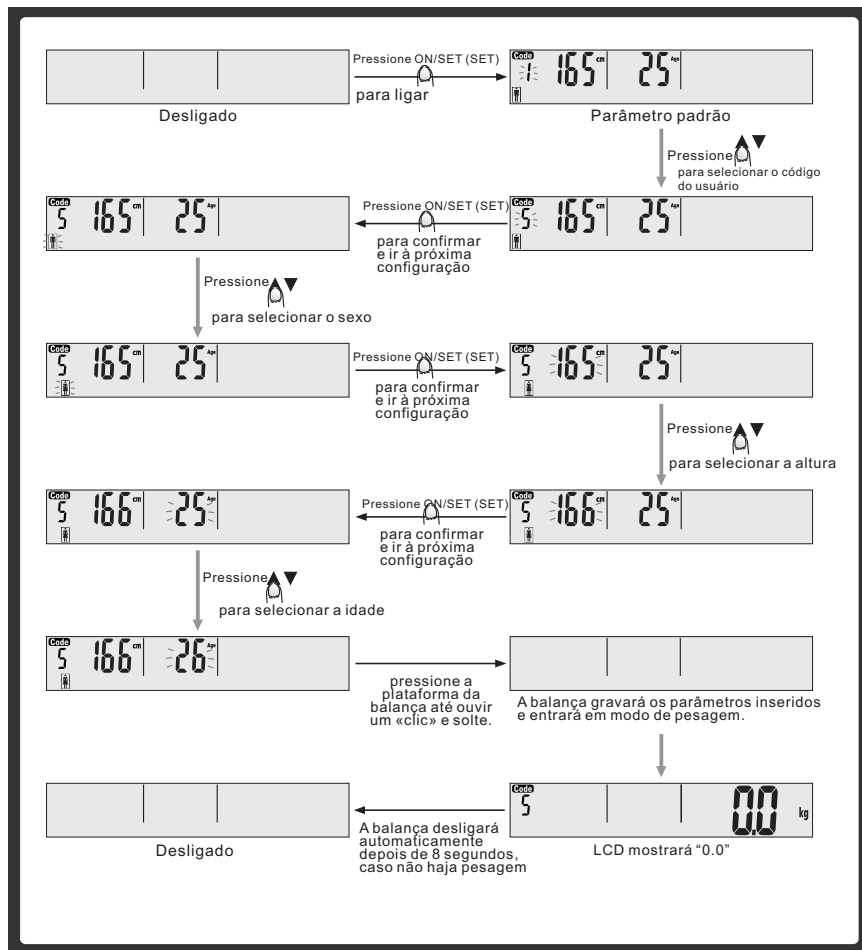 Pressione ON/SET (SET)
para ligar
Desligado
Code 1 165 cm 25 Age
Parâmetro padrão
Pressione ▲▼
para selecionar o código
do usuário
Code 5 165 cm 25 Age
Pressione ON/SET (SET)
para confirmar
e ir à próxima
configuração
Code 5 165 cm 25 Age
Pressione ▲▼
para selecionar o sexo
Code 5 165 cm 25 Age
Pressione ON/SET (SET)
para confirmar
e ir à próxima
configuração
Code 5 165 cm 25 Age
Pressione ▲▼
para selecionar a altura
Code 5 166 cm 25 Age
Pressione ON/SET (SET)
para confirmar
e ir à próxima
configuração
Code 5 166 cm 25 Age
Pressione ▲▼
para selecionar a idade
Code 5 166 cm 26 Age
pressione a
plataforma da
balança até ouvir
um «clic» e solte.
A balança gravará os parâmetros inseridos
e entrará em modo de pesagem.
Code 5 0.0 kg
LCD mostrará “0.0”
A balança desligará
automaticamente
depois de 8 segundos,
caso não haja pesagem
Desligado